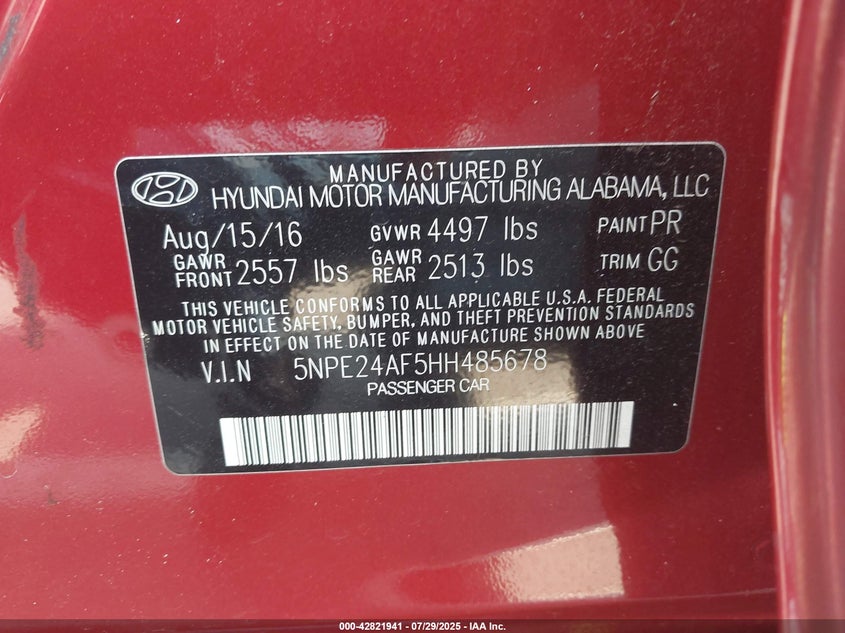 MANUFACTURED BY
HYUNDAI MOTOR MANUFACTURING ALABAMA, LLC
Aug/15/16 GVWR 4497 lbs PAINT PR
GAWR FRONT 2557 lbs GAWR REAR 2513 lbs TRIM GG
THIS VEHICLE CONFORMS TO ALL APPLICABLE U.S.A. FEDERAL
MOTOR VEHICLE SAFETY, BUMPER, AND THEFT PREVENTION STANDARDS
IN EFFECT ON THE DATE OF MANUFACTURE SHOWN ABOVE
V.I.N 5NPE24AF5HH485678
PASSENGER CAR
000-42821941 | 07/29/2025 - IAA Inc.